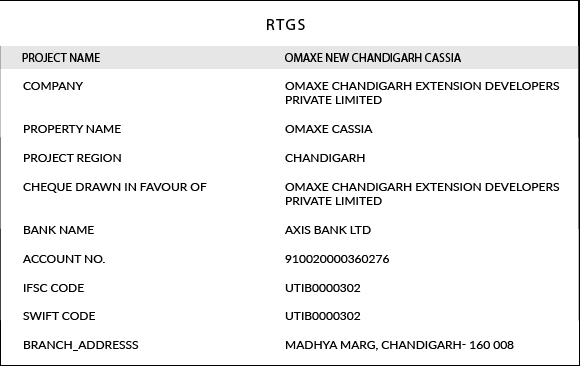 RTGS
PROJECT NAME OMAXE NEW CHANDIGARH CASSIA
COMPANY OMAXE CHANDIGARH EXTENSION DEVELOPERS
PRIVATE LIMITED
PROPERTY NAME OMAXE CASSIA
PROJECT REGION CHANDIGARH
CHEQUE DRAWN IN FAVOUR OF OMAXE CHANDIGARH EXTENSION DEVELOPERS
PRIVATE LIMITED
BANK NAME AXIS BANK LTD
ACCOUNT NO. 910020000360276
IFSC CODE UTIB0000302
SWIFT CODE UTIB0000302
BRANCH_ADDRESSS MADHYA MARG, CHANDIGARH- 160 008